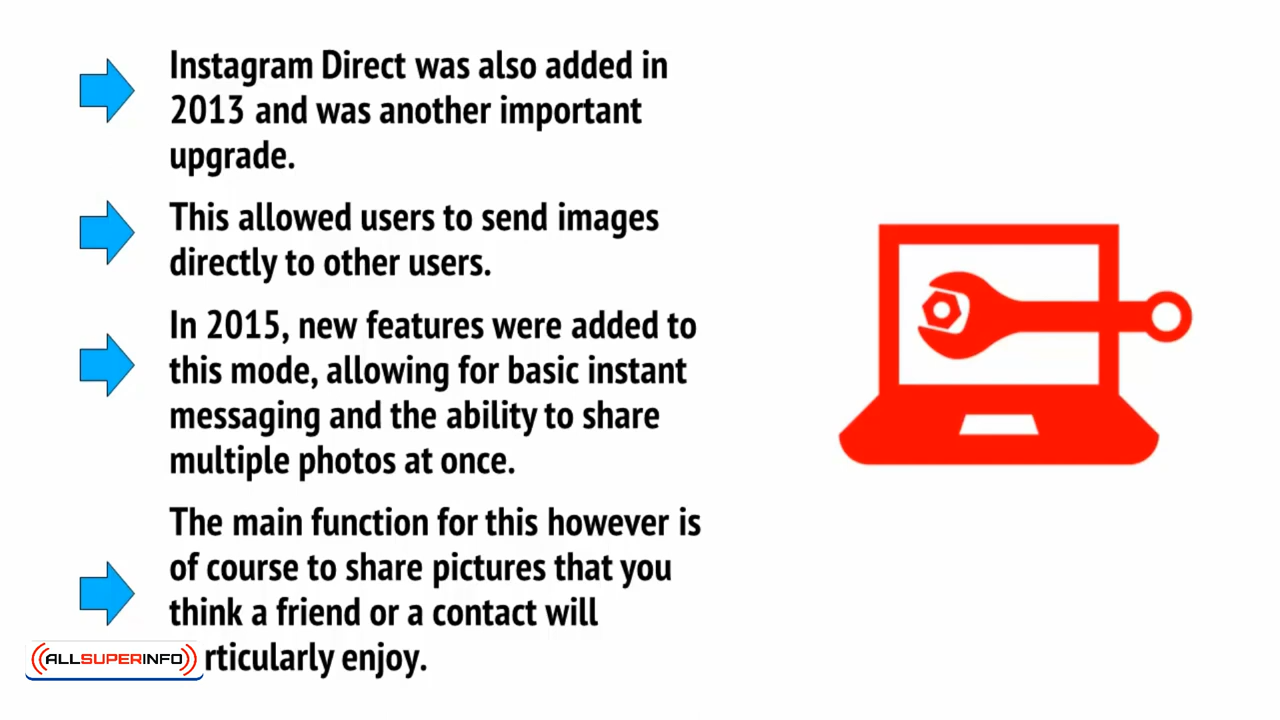 Instagram Direct was also added in
2013 and was another important
upgrade.
This allowed users to send images
directly to other users.
In 2015, new features were added to
this mode, allowing for basic instant
messaging and the ability to share
multiple photos at once.
The main function for this however is
of course to share pictures that you
think a friend or a contact will
rticularly enjoy.
ALLSUPERINFO